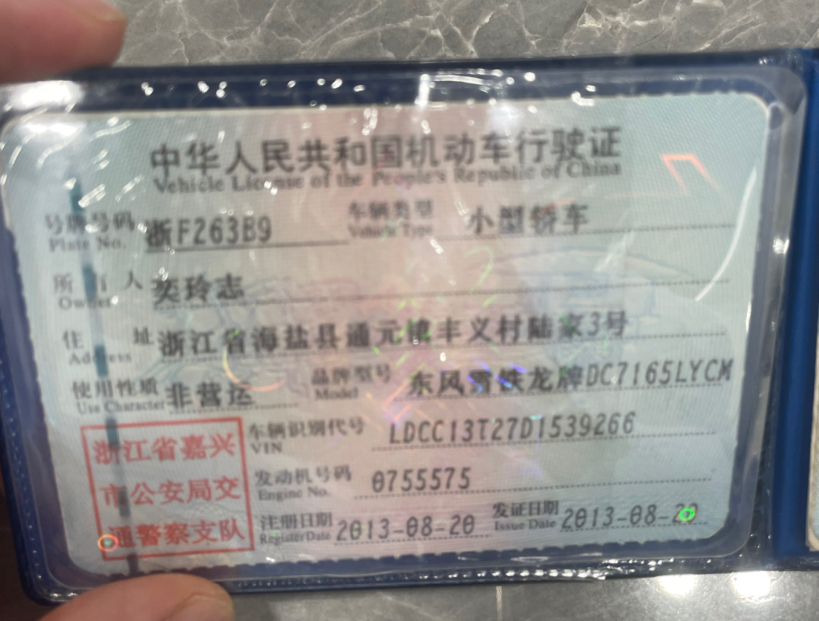 中华人民共和国机动车行驶证
Vehicle License of the People's Republic of China
号牌号码 浙F263B9 车辆类型 小型轿车
Plate No. Vehicle Type
所有人 奕玲志
Owner
住址 浙江省海盐县通元镇丰义村陆家3号
Address
使用性质 非营运 品牌型号 东风雪铁龙牌DC7165LYCM
Use Character Model
浙江省嘉兴
市公安局交
通警察支队
车辆识别代号 LDCC13T27D1539266
VIN
发动机号码 0755575
Engine No.
注册日期 2013-08-20 发证日期 2013-08-20
Register Date Issue Date